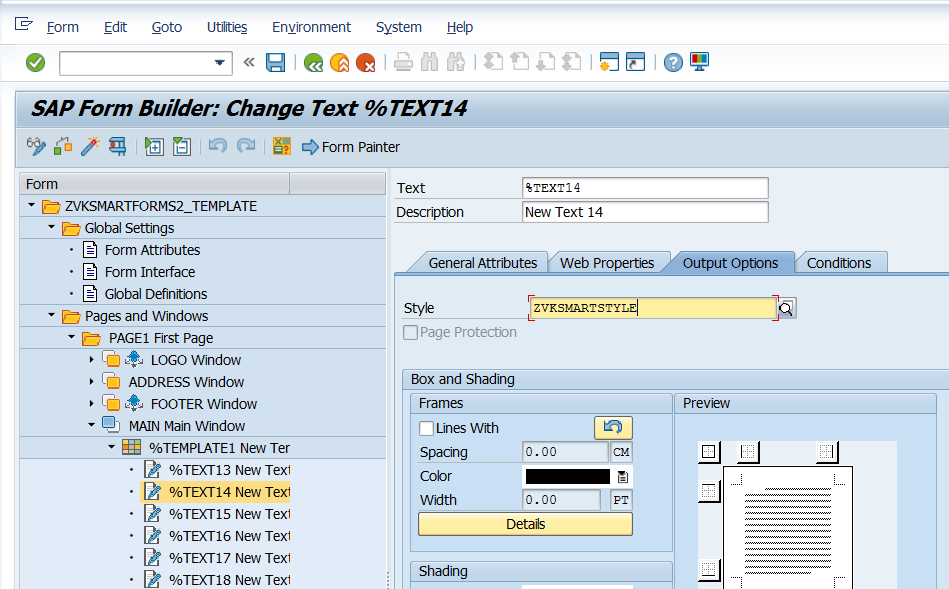 Form Edit Goto Utilities Environment System Help
SAP Form Builder: Change Text %TEXT14
Form Painter
Form
ZVKSMARTFORMS2_TEMPLATE
Global Settings
Form Attributes
Form Interface
Global Definitions
Pages and Windows
PAGE1 First Page
LOGO Window
ADDRESS Window
FOOTER Window
MAIN Main Window
%TEMPLATE1 New Ter
%TEXT13 New Text
%TEXT14 New Text
%TEXT15 New Text
%TEXT16 New Text
%TEXT17 New Text
%TEXT18 New Text
Text %TEXT14
Description New Text 14
General Attributes Web Properties Output Options Conditions
Style ZVKSMARTSTYLE
Page Protection
Box and Shading
Frames
Lines With
Spacing 0.00 CM
Color
Width 0.00 PT
Details
Shading
Preview